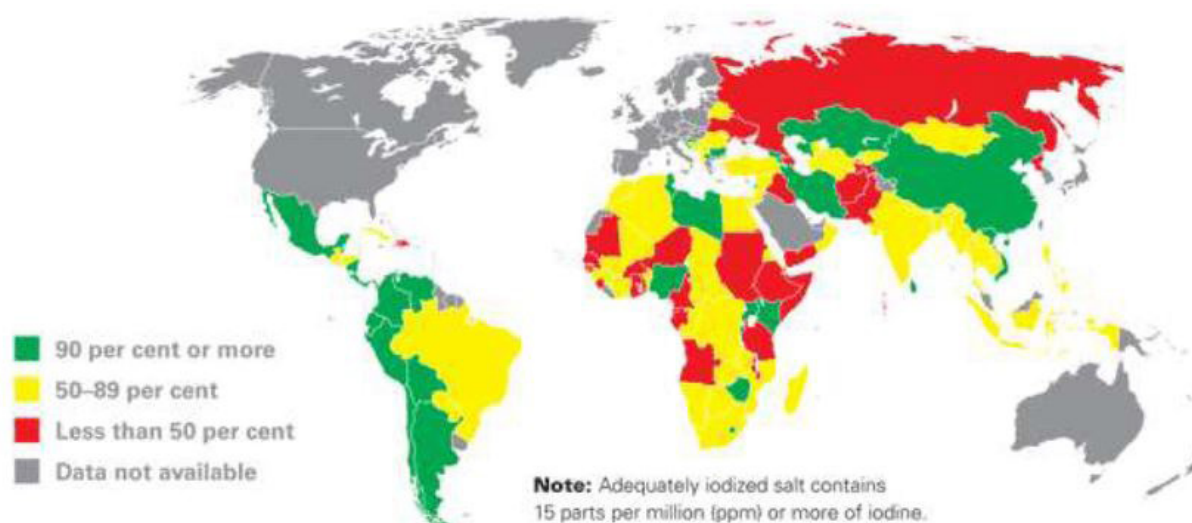 90 per cent or more
50–89 per cent
Less than 50 per cent
Data not available
Note: Adequately iodized salt contains
15 parts per million (ppm) or more of iodine.